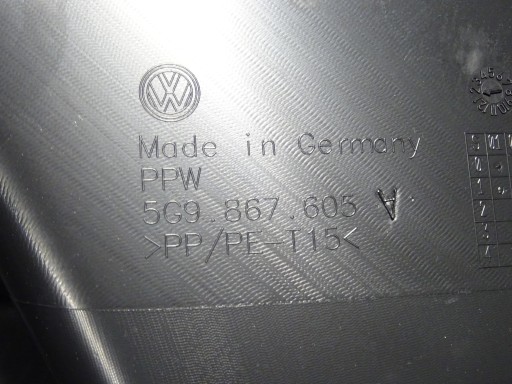 Made in Germany
PPW
5G9.867.605 A
>PP/PE-T15<